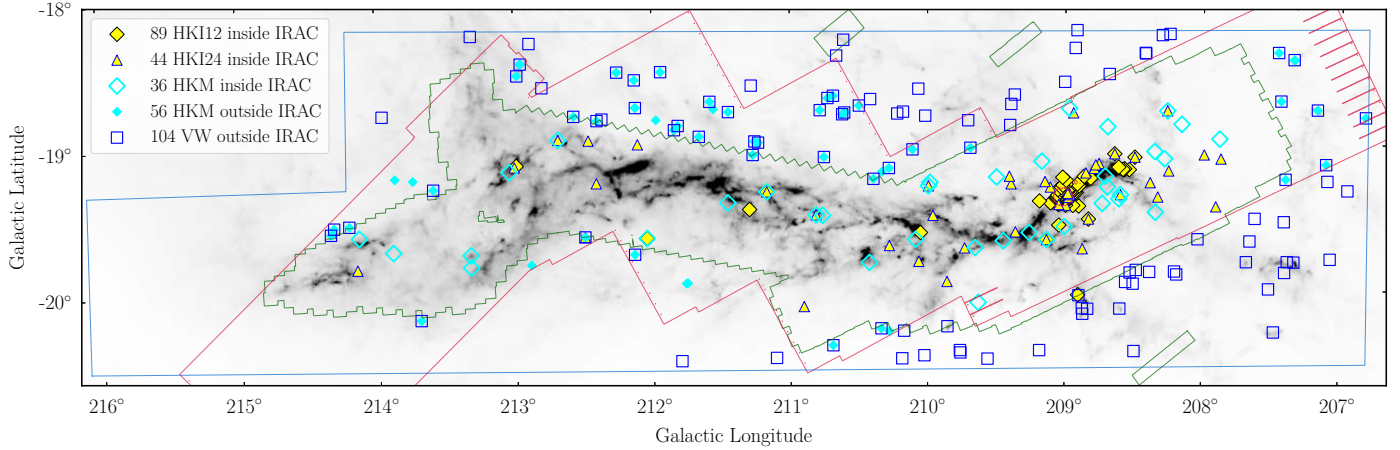 -18°
-19°
-20°
Galactic Latitude
89 HKI12 inside IRAC
44 HKI24 inside IRAC
36 HKM inside IRAC
56 HKM outside IRAC
104 VW outside IRAC
216° 215° 214° 213° 212° 211° 210° 209° 208° 207°
Galactic Longitude